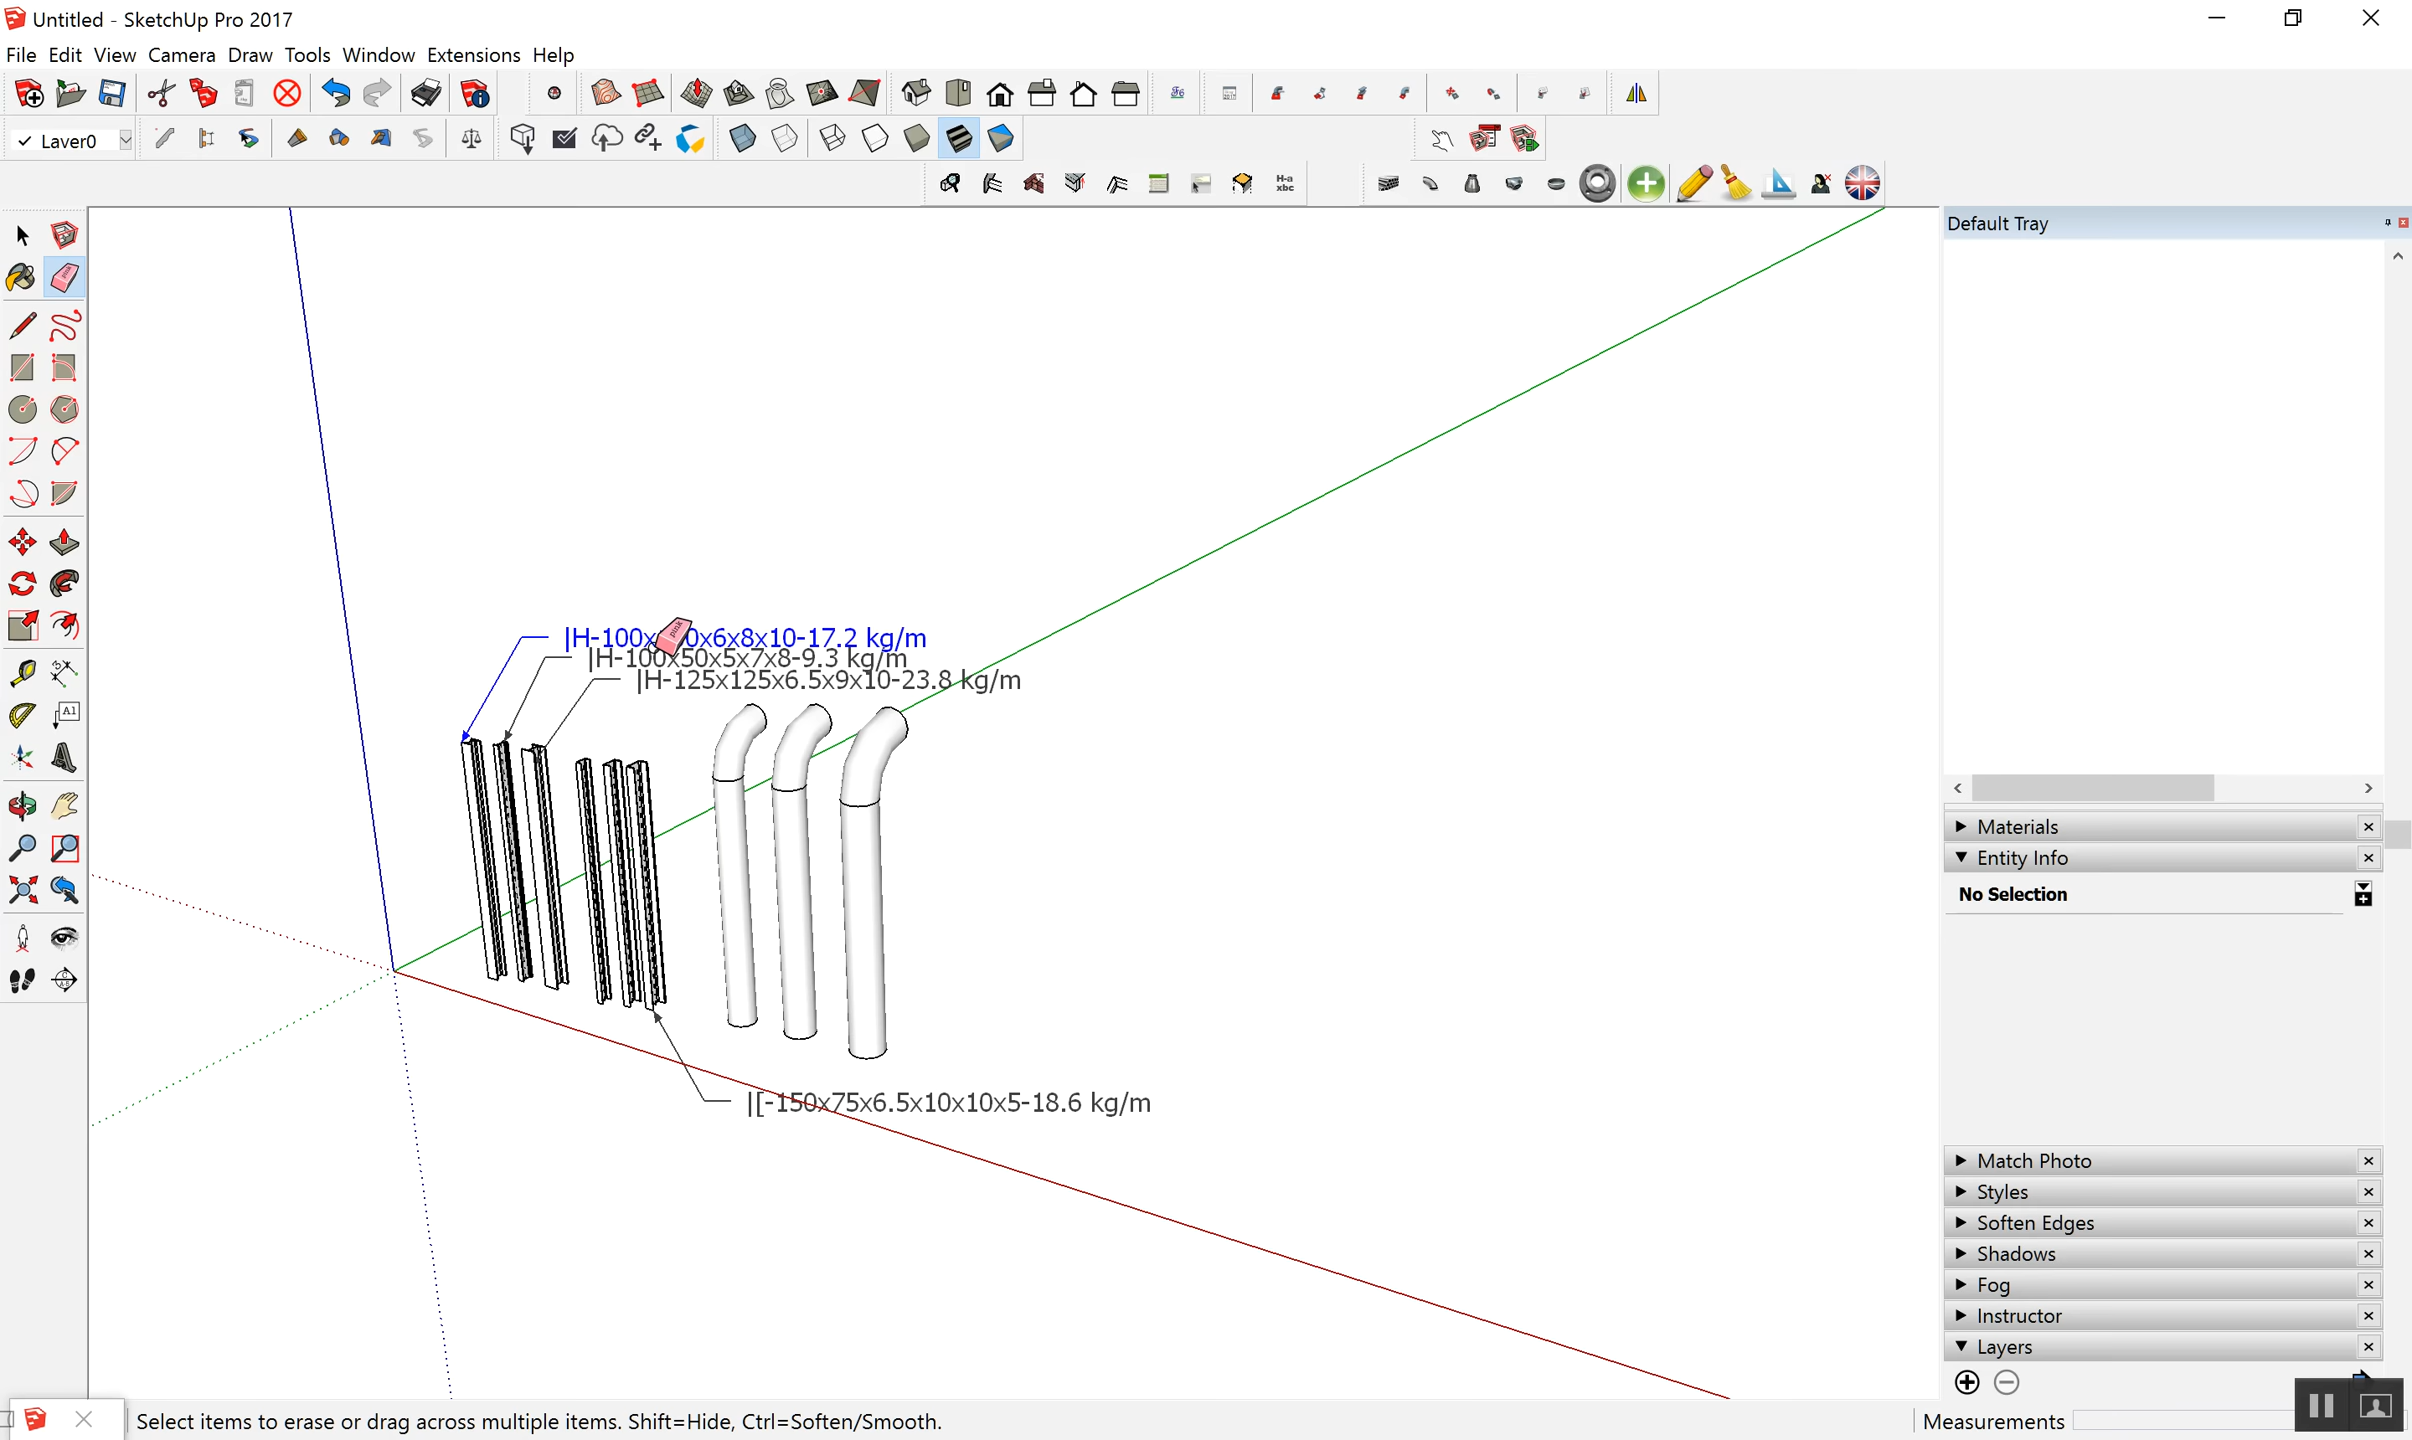 Untitled - SketchUp Pro 2017
File Edit View Camera Draw Tools Window Extensions Help
Layer0
H-a
xbc
Default Tray
A1
|H-100x 0x6x8x10-17.2 kg/m
|H-100x50x5x7x8-9.3 kg/m
|H-125x125x6.5x9x10-23.8 kg/m
|[-150x75x6.5x10x10x5-18.6 kg/m
Materials
Entity Info
No Selection
Match Photo
Styles
Soften Edges
Shadows
Fog
Instructor
Layers
Select items to erase or drag across multiple items. Shift=Hide, Ctrl=Soften/Smooth.
Measurements